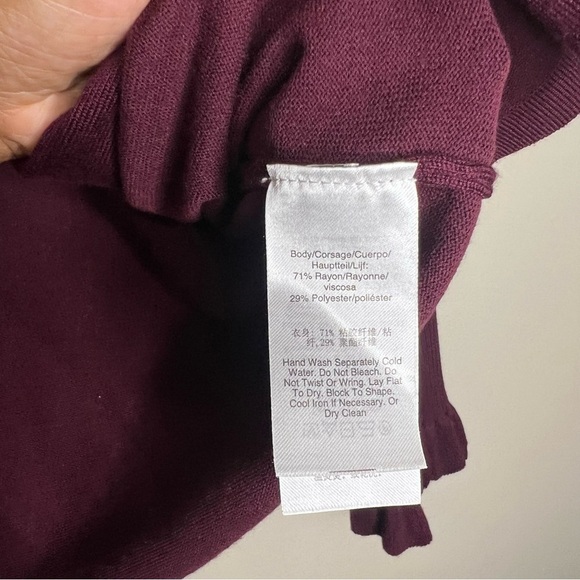 Body/Corsage/Cuerpo/
Hauptteil/Lijf:
71% Rayon/Rayonne/
viscosa
29% Polyester/poliéster
衣身: 71% 粘胶纤维/粘
纤,29% 聚酯纤维
Hand Wash Separately Cold
Water. Do Not Bleach. Do
Not Twist Or Wring. Lay Flat
To Dry. Block To Shape.
Cool Iron If Necessary. Or
Dry Clean